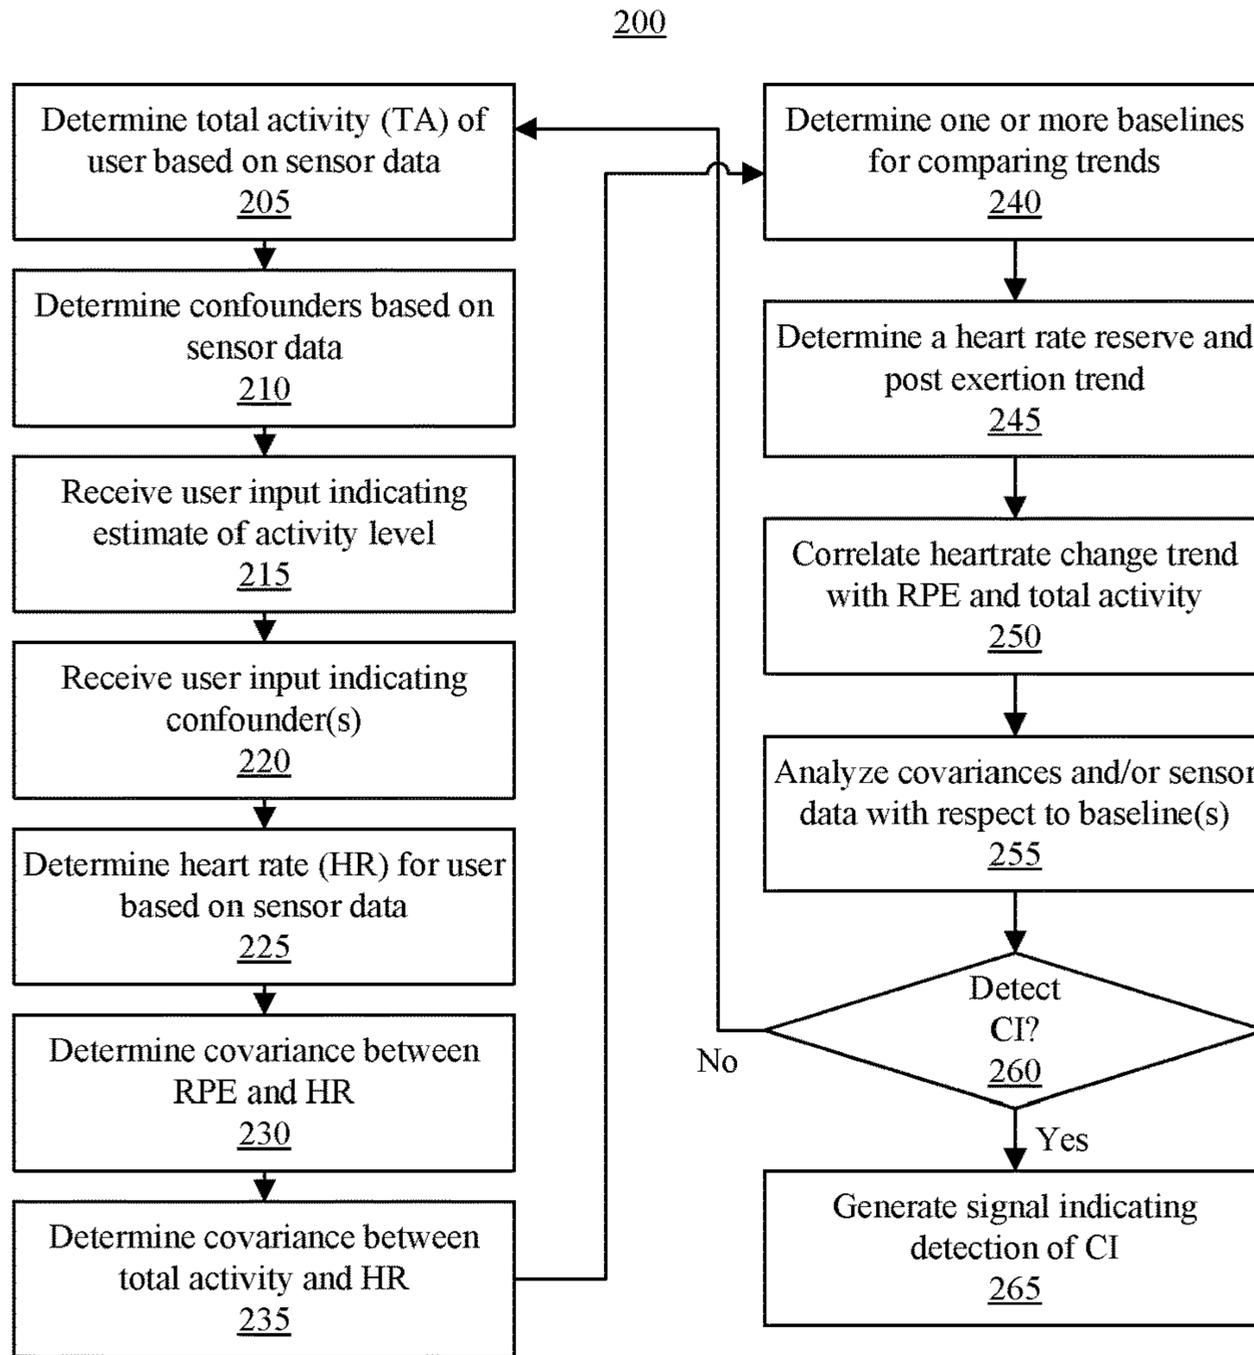 200
Determine total activity (TA) of
user based on sensor data
205
Determine confounders based on
sensor data
210
Receive user input indicating
estimate of activity level
215
Receive user input indicating
confounder(s)
220
Determine heart rate (HR) for user
based on sensor data
225
Determine covariance between
RPE and HR
230
Determine covariance between
total activity and HR
235
Determine one or more baselines
for comparing trends
240
Determine a heart rate reserve and
post exertion trend
245
Correlate heartrate change trend
with RPE and total activity
250
Analyze covariances and/or sensor
data with respect to baseline(s)
255
Detect
CI?
260
No
Yes
Generate signal indicating
detection of CI
265